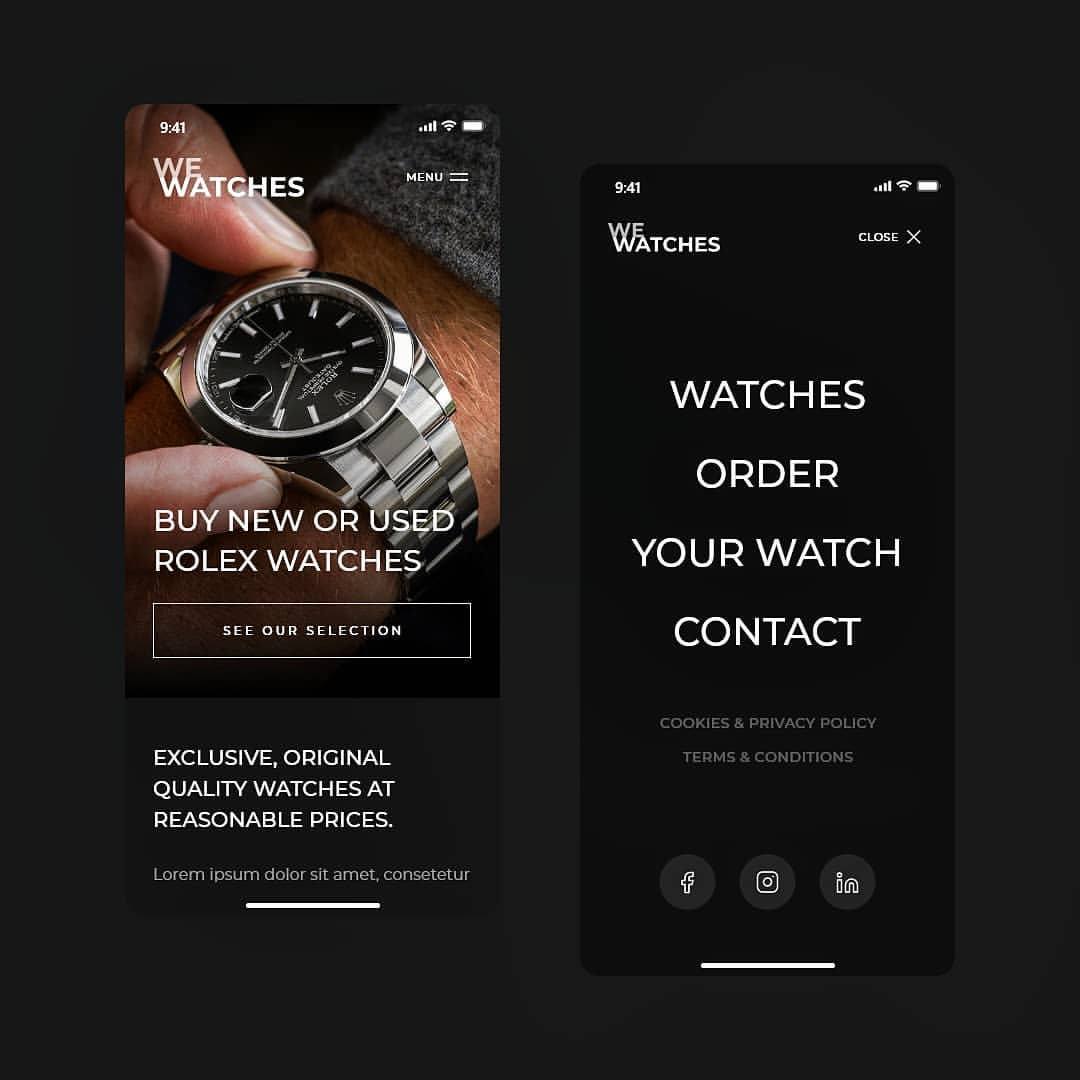 9:41
WE
WATCHES
MENU
BUY NEW OR USED
ROLEX WATCHES
SEE OUR SELECTION
EXCLUSIVE, ORIGINAL
QUALITY WATCHES AT
REASONABLE PRICES.
Lorem ipsum dolor sit amet, consetetur
9:41
WE
WATCHES
CLOSE
WATCHES
ORDER
YOUR WATCH
CONTACT
COOKIES & PRIVACY POLICY
TERMS & CONDITIONS